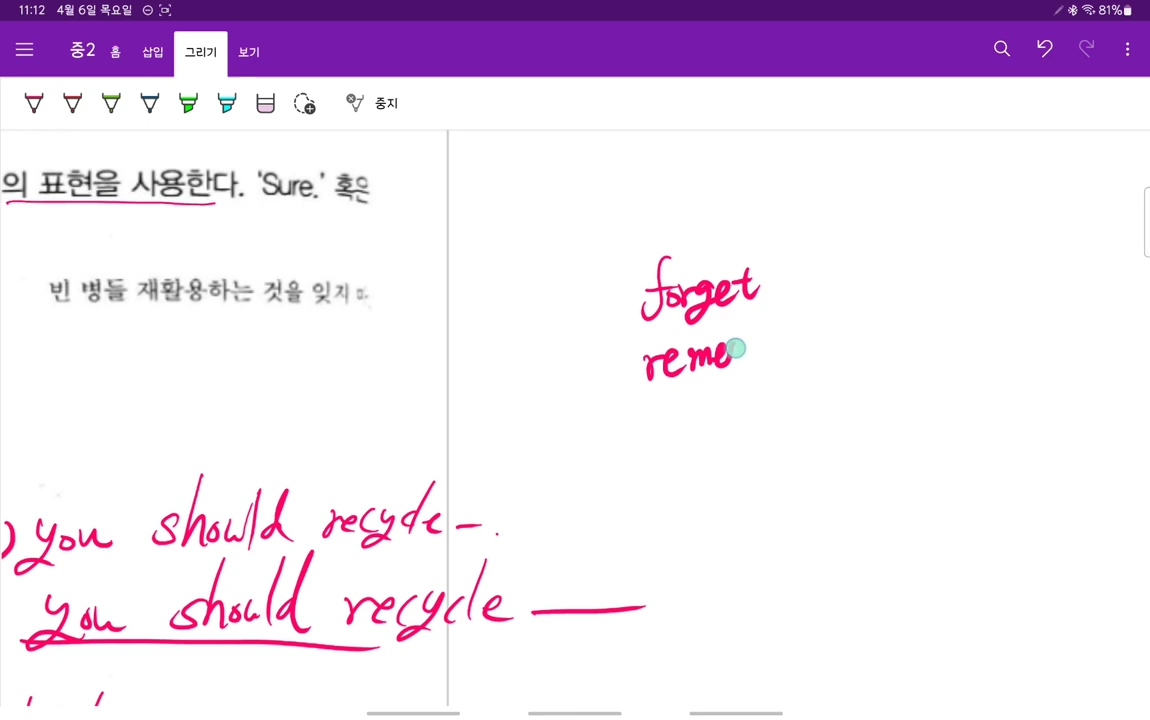 11:12 4월 6일 목요일 81%
중2 홈 삽입 그리기 보기
중지
의 표현을 사용한다. 'Sure.' 혹은
빈 병들 재활용하는 것을 잊지
forget
reme
) you should recycle -.
you should recycle —